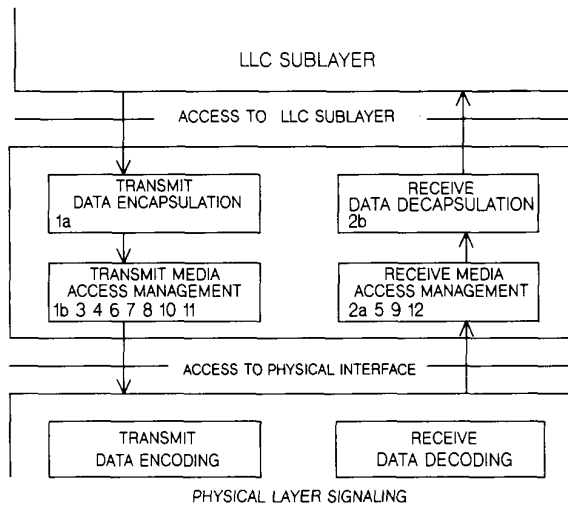 LLC SUBLAYER
ACCESS TO LLC SUBLAYER
TRANSMIT
DATA ENCAPSULATION
1a
RECEIVE
DATA DECAPSULATION
2b
TRANSMIT MEDIA
ACCESS MANAGEMENT
1b 3 4 6 7 8 10 11
RECEIVE MEDIA
ACCESS MANAGEMENT
2a 5 9 12
ACCESS TO PHYSICAL INTERFACE
TRANSMIT
DATA ENCODING
RECEIVE
DATA DECODING
PHYSICAL LAYER SIGNALING